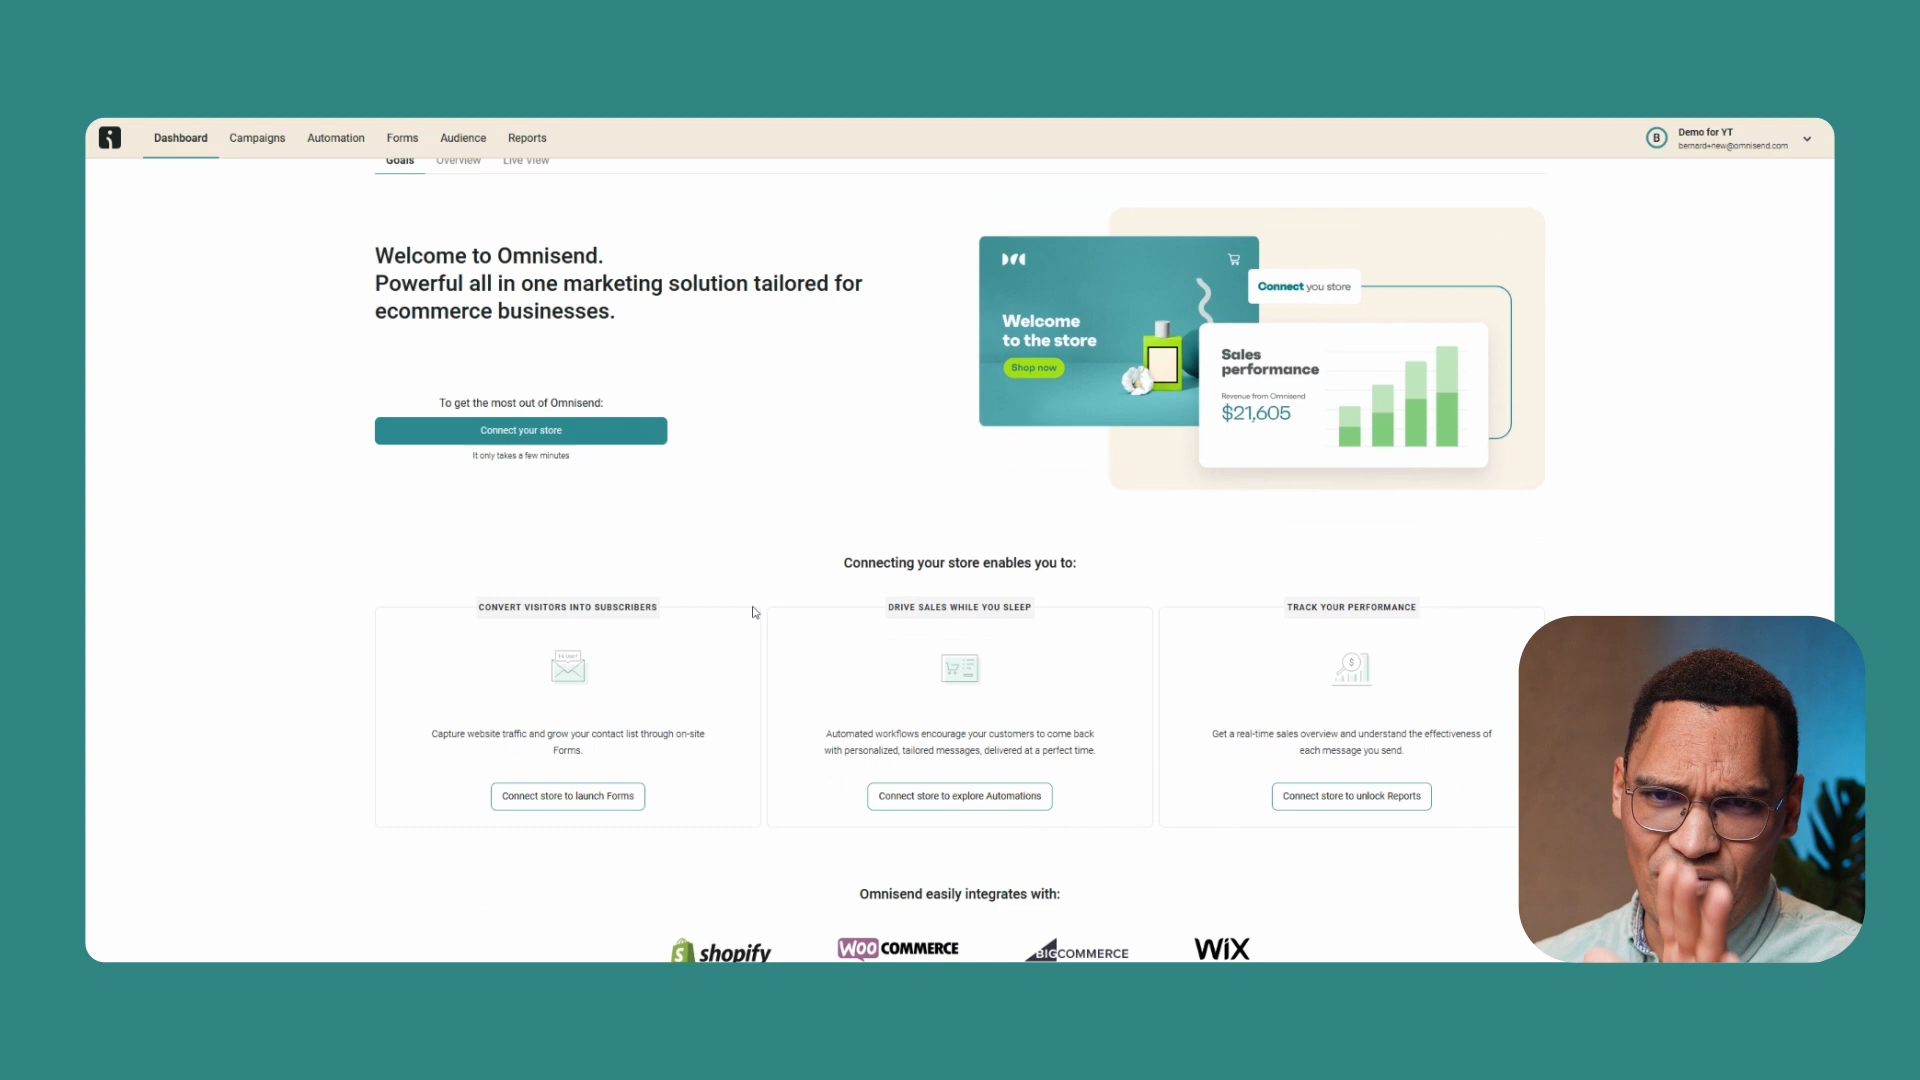 Dashboard Campaigns Automation Forms Audience Reports
B
Demo for YT
bernard+new@omnisend.com
Goals Overview Live View
Welcome to Omnisend.
Powerful all in one marketing solution tailored for
ecommerce businesses.
To get the most out of Omnisend:
Connect your store
It only takes a few minutes
Welcome
to the store
Shop now
Connect you store
Sales
performance
Revenue from Omnisend
$21,605
Connecting your store enables you to:
CONVERT VISITORS INTO SUBSCRIBERS
Capture website traffic and grow your contact list through on-site
Forms.
Connect store to launch Forms
DRIVE SALES WHILE YOU SLEEP
Automated workflows encourage your customers to come back
with personalized, tailored messages, delivered at a perfect time.
Connect store to explore Automations
TRACK YOUR PERFORMANCE
$
Get a real-time sales overview and understand the effectiveness of
each message you send.
Connect store to unlock Reports
Omnisend easily integrates with:
S shopify
WOO COMMERCE
BIGCOMMERCE
WiX